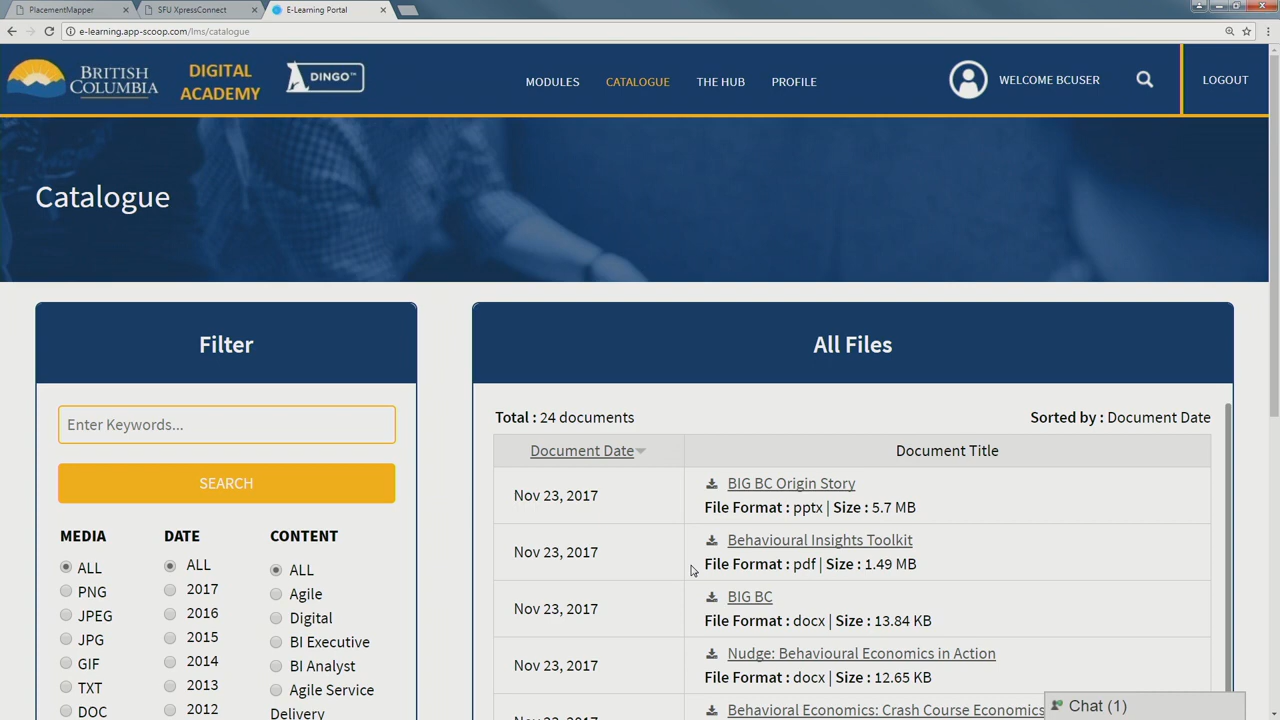 PlacementMapper
SFU XpressConnect
E-Learning Portal
e-learning.app-scoop.com/lms/catalogue
BRITISH COLUMBIA
DIGITAL ACADEMY
DINGO™
MODULES
CATALOGUE
THE HUB
PROFILE
WELCOME BCUSER
LOGOUT
Catalogue
Filter
Enter Keywords...
SEARCH
MEDIA
ALL
PNG
JPEG
JPG
GIF
TXT
DOC
DATE
ALL
2017
2016
2015
2014
2013
2012
CONTENT
ALL
Agile
Digital
BI Executive
BI Analyst
Agile Service
Delivery
All Files
Total : 24 documents
Sorted by : Document Date
Document Date
Document Title
Nov 23, 2017
BIG BC Origin Story
File Format : pptx | Size : 5.7 MB
Nov 23, 2017
Behavioural Insights Toolkit
File Format : pdf | Size : 1.49 MB
Nov 23, 2017
BIG BC
File Format : docx | Size : 13.84 KB
Nov 23, 2017
Nudge: Behavioural Economics in Action
File Format : docx | Size : 12.65 KB
Behavioral Economics: Crash Course Economics
Chat (1)